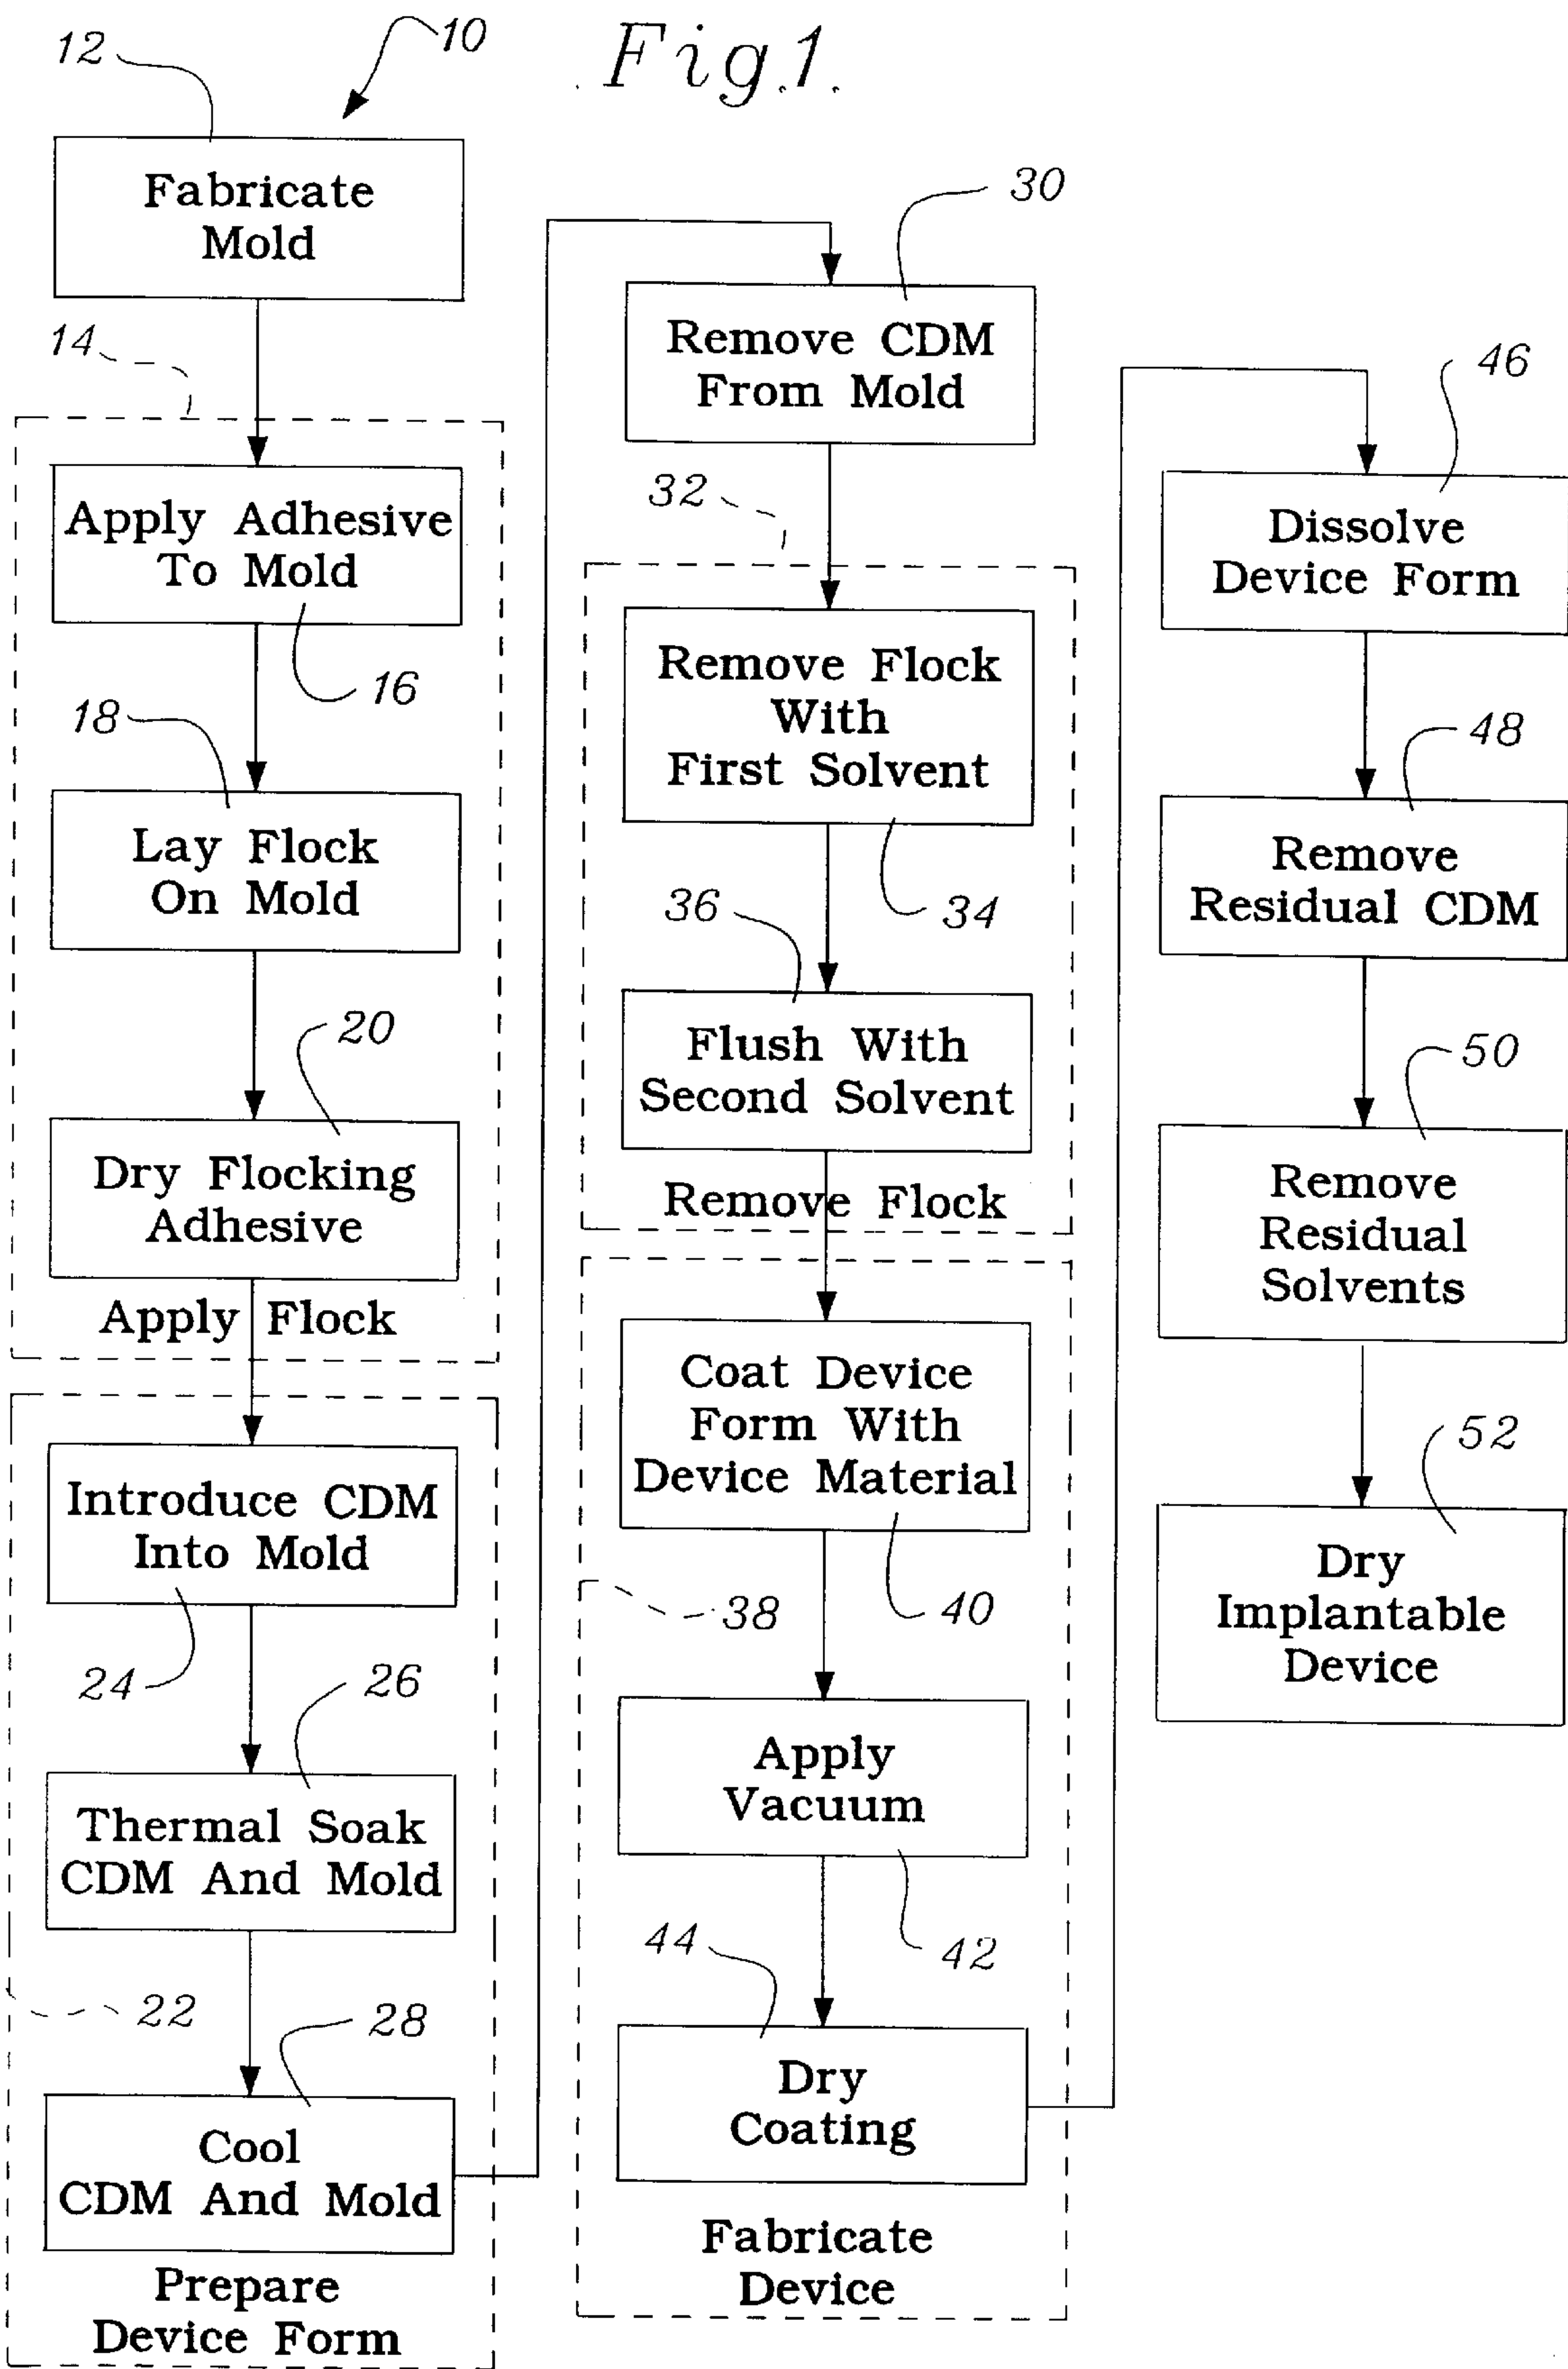 Fig.1.
10
12
Fabricate
Mold
14
Apply Adhesive
To Mold
16
18
Lay Flock
On Mold
20
Dry Flocking
Adhesive
Apply Flock
22
Introduce CDM
Into Mold
24
26
Thermal Soak
CDM And Mold
28
Cool
CDM And Mold
Prepare
Device Form
30
Remove CDM
From Mold
32
Remove Flock
With
First Solvent
34
36
Flush With
Second Solvent
Remove Flock
38
Coat Device
Form With
Device Material
40
Apply
Vacuum
42
44
Dry
Coating
Fabricate
Device
46
Dissolve
Device Form
48
Remove
Residual CDM
50
Remove
Residual
Solvents
52
Dry
Implantable
Device